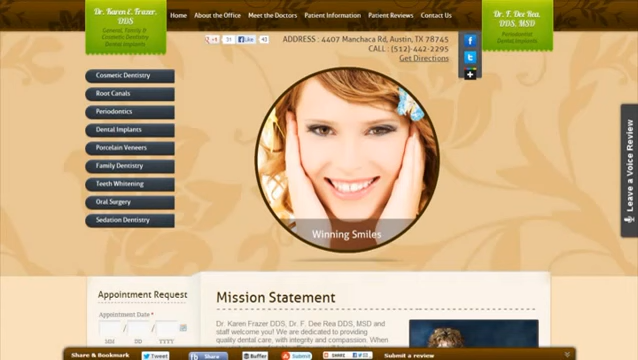 Dr. Karen E. Frazer, DDS
General, Family & Cosmetic Dentistry Dental Implants
Home About the Office Meet the Doctors Patient Information Patient Reviews Contact Us
Dr. F. Dee Rea, DDS, MSD
Periodontist
Dental Implants
Like
ADDRESS : 4407 Manchaca Rd, Austin, TX 78745
CALL : (512)-442-2295
Get Directions
Cosmetic Dentistry
Root Canals
Periodontics
Dental Implants
Porcelain Veneers
Family Dentistry
Teeth Whitening
Oral Surgery
Sedation Dentistry
Winning Smiles
Leave a Review
Appointment Request
Appointment Date *
/ /
MM DD YYYY
Mission Statement
Dr. Karen Frazer DDS, Dr. F. Dee Rea DDS, MSD and
staff welcome you! We are dedicated to providing
quality dental care, with integrity and compassion. When
Share & Bookmark Tweet Share Buffer Submit SHARE Submit a review